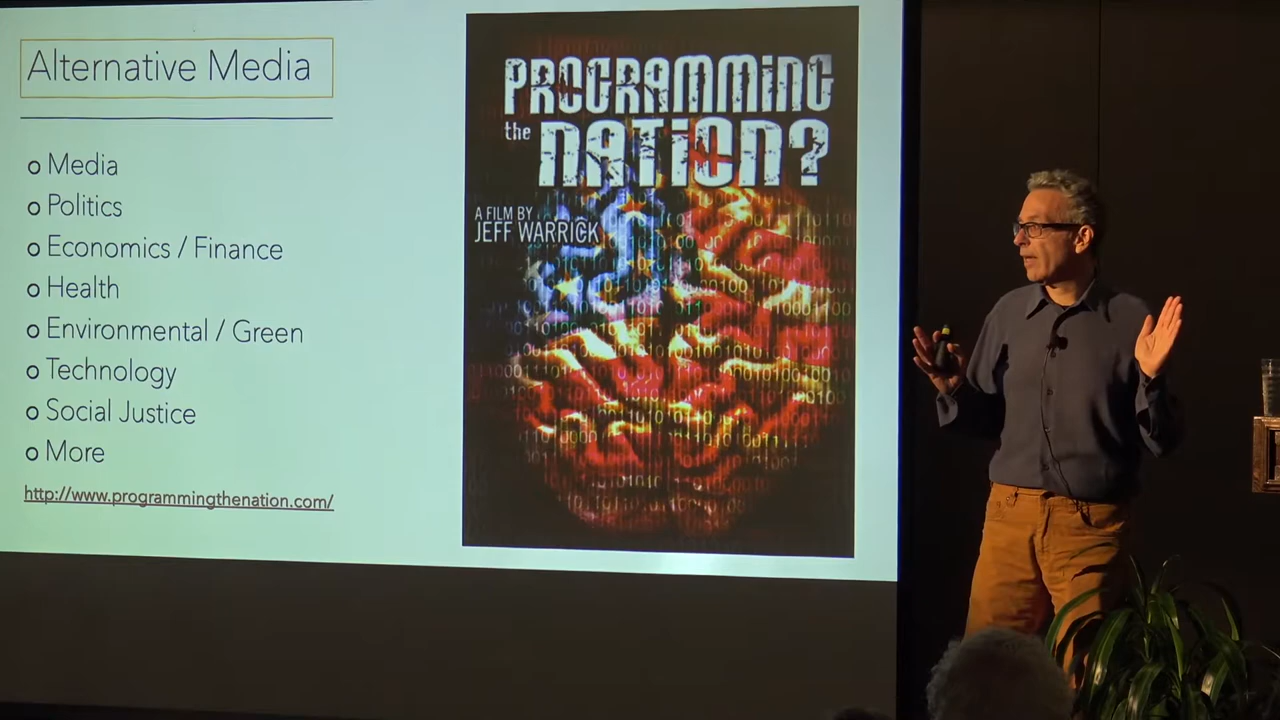 Alternative Media
o Media
o Politics
o Economics / Finance
o Health
o Environmental / Green
o Technology
o Social Justice
o More
http://www.programmingthenation.com/
PROGRAMMING
the NATION?
A FILM BY
JEFF WARRICK